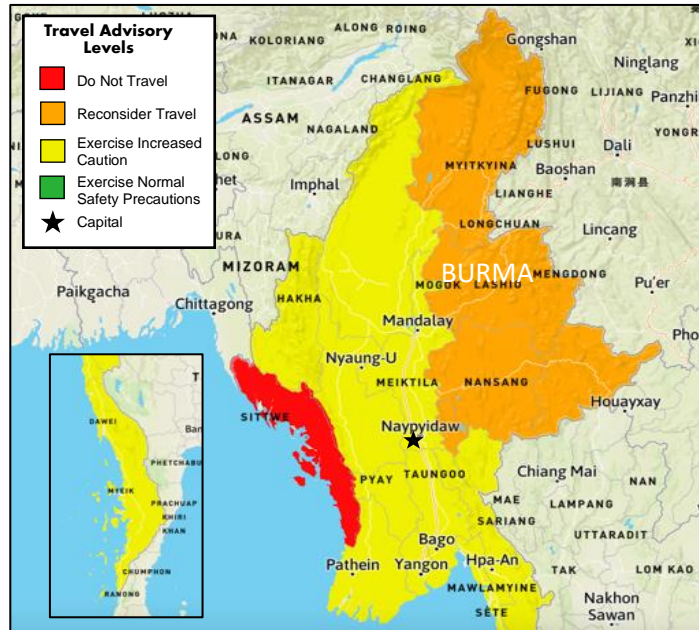 Travel Advisory
Levels
Do Not Travel
Reconsider Travel
Exercise Increased
Caution
Exercise Normal
Safety Precautions
Capital
ALONG
ROING
KOLORIANG
Gongshan
Ninglang
ITANAGAR
CHANGLANG
FUGONG
LIJIANG
Panzhi
ASSAM
NAGALAND
YONGR
LUSHUI
Dali
MYITKYINA
Baoshan
南涧县
Imphal
LIANGHE
LONGCHUAN
Lincang
MIZORAM
BURMA
MENGDONG
MOGOK
LASHIO
Pu'er
Paikgacha
HAKHA
Chittagong
Mandalay
Pho
Nyaung-U
MEIKTILA
NANSANG
SITTWE
Houayxay
Naypyidaw
DAWEI
Ban
PHETCHABU
PYAY
TAUNGOO
Chiang Mai
NAN
MYEIK
MAE
SARIANG
LAMPANG
PRACHUAP
KHIRI
KHAN
UTTARADIT
Bago
Pathein
Yangon
Hpa-An
TAK
LOM KAO
CHUMPHON
MAWLAMYINE
RANONG
SÈTE
Nakhon
Sawan